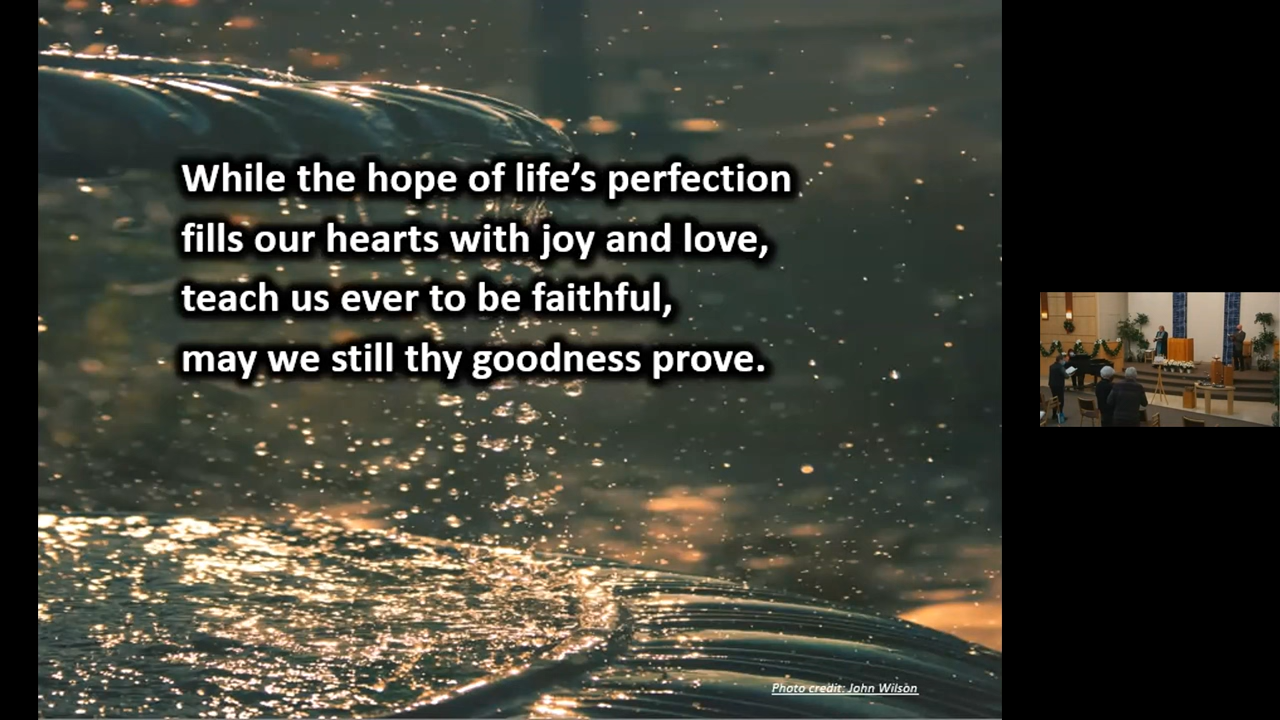 While the hope of life’s perfection
fills our hearts with joy and love,
teach us ever to be faithful,
may we still thy goodness prove.
Photo credit: John Wilson